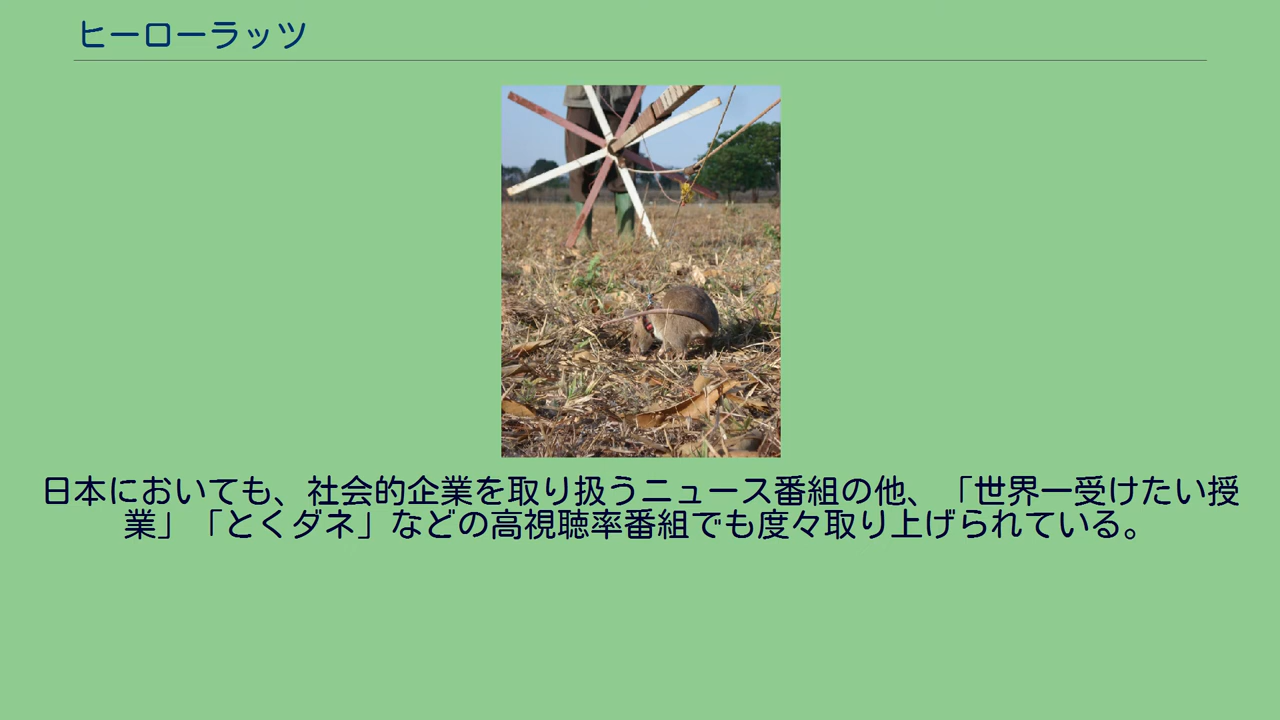 ヒーローラッツ
日本においても、社会的企業を取り扱うニュース番組の他、「世界一受けたい授
業」「とくダネ」などの高視聴率番組でも度々取り上げられている。